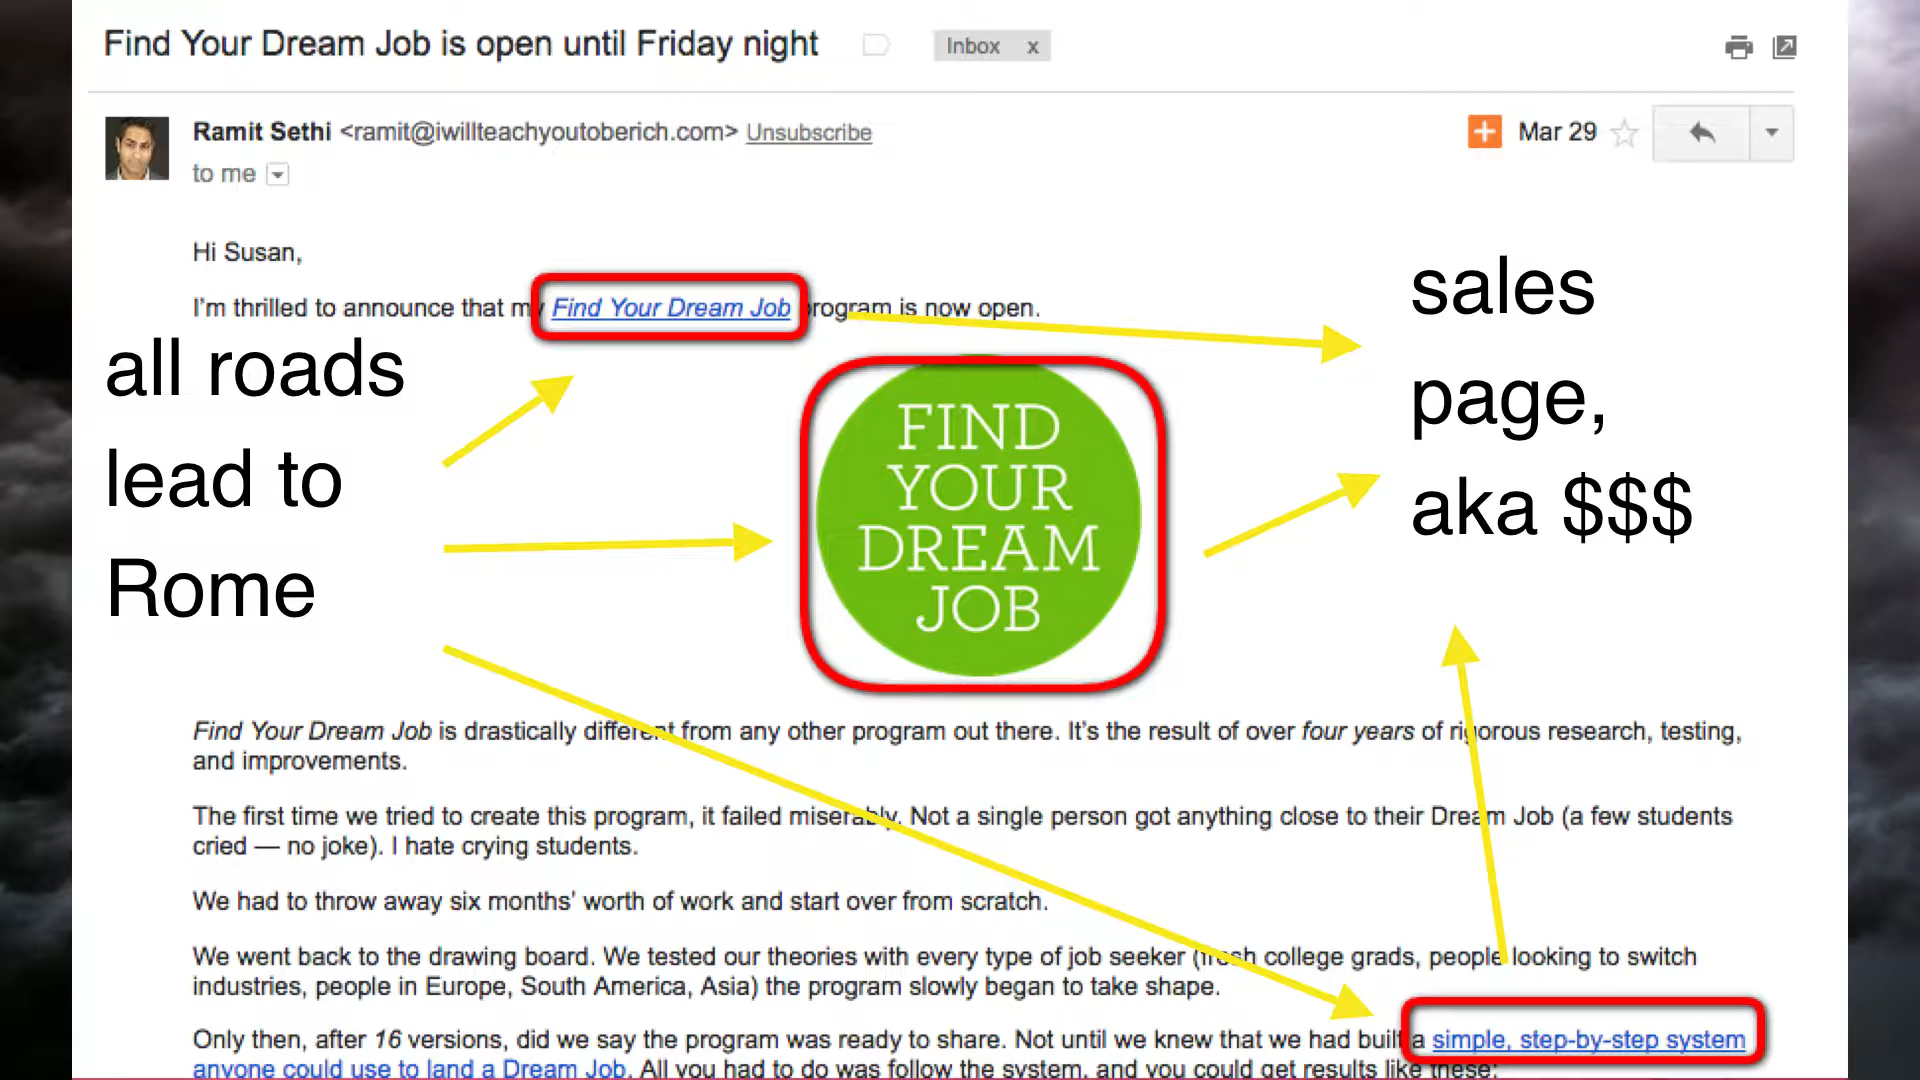 Find Your Dream Job is open until Friday night
Inbox x
Ramit Sethi <ramit@iwillteachyoutoberich.com> Unsubscribe
Mar 29
to me
Hi Susan,
I'm thrilled to announce that my Find Your Dream Job program is now open.
all roads
lead to
Rome
FIND
YOUR
DREAM
JOB
sales
page,
aka $$$
Find Your Dream Job is drastically different from any other program out there. It's the result of over four years of rigorous research, testing,
and improvements.
The first time we tried to create this program, it failed miserably. Not a single person got anything close to their Dream Job (a few students
cried — no joke). I hate crying students.
We had to throw away six months' worth of work and start over from scratch.
We went back to the drawing board. We tested our theories with every type of job seeker (fresh college grads, people looking to switch
industries, people in Europe, South America, Asia) the program slowly began to take shape.
Only then, after 16 versions, did we say the program was ready to share. Not until we knew that we had built a simple, step-by-step system
anyone could use to land a Dream Job. All you had to do was follow the system, and you could get results like these: